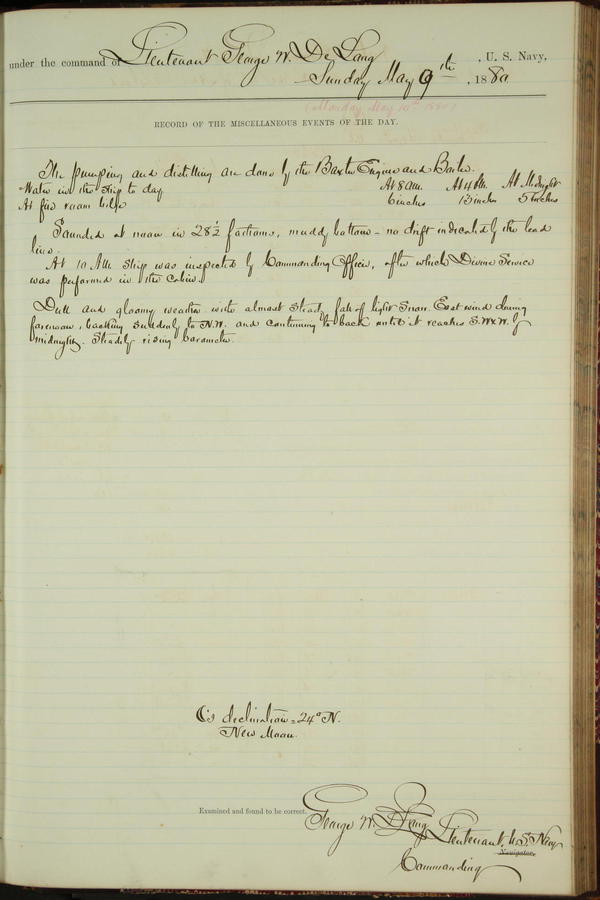 under the command of Lieutenant George W. De Long, U. S. Navy,
Sunday May 9th, 1880
(Monday May 10th 1880)
RECORD OF THE MISCELLANEOUS EVENTS OF THE DAY.
The pumping and distilling are done by the Baxter Engine and Boiler.
Water in the Ship to day At 8 a.m. At 4 P.M. At Midnight
At fire room bilge 6 inches 13 inches 5 inches
Sounded at noon in 28½ fathoms, muddy bottom - no drift indicated by the lead
line.
At 10 AM Ship was inspected by Commanding Officer, after which Divine Service
was performed in the Cabin.
Dull and gloomy weather with almost steady fall of light snow. East wind during
forenoon, backing suddenly to N.W. and continuing to back until it reaches S.W x W. by
midnight. Steadily rising barometer.
☾'s declination = 24° N.
New Moon.
Examined and found to be correct.
George W. De Long Lieutenant, U.S. Navy
Navigator.
Commanding